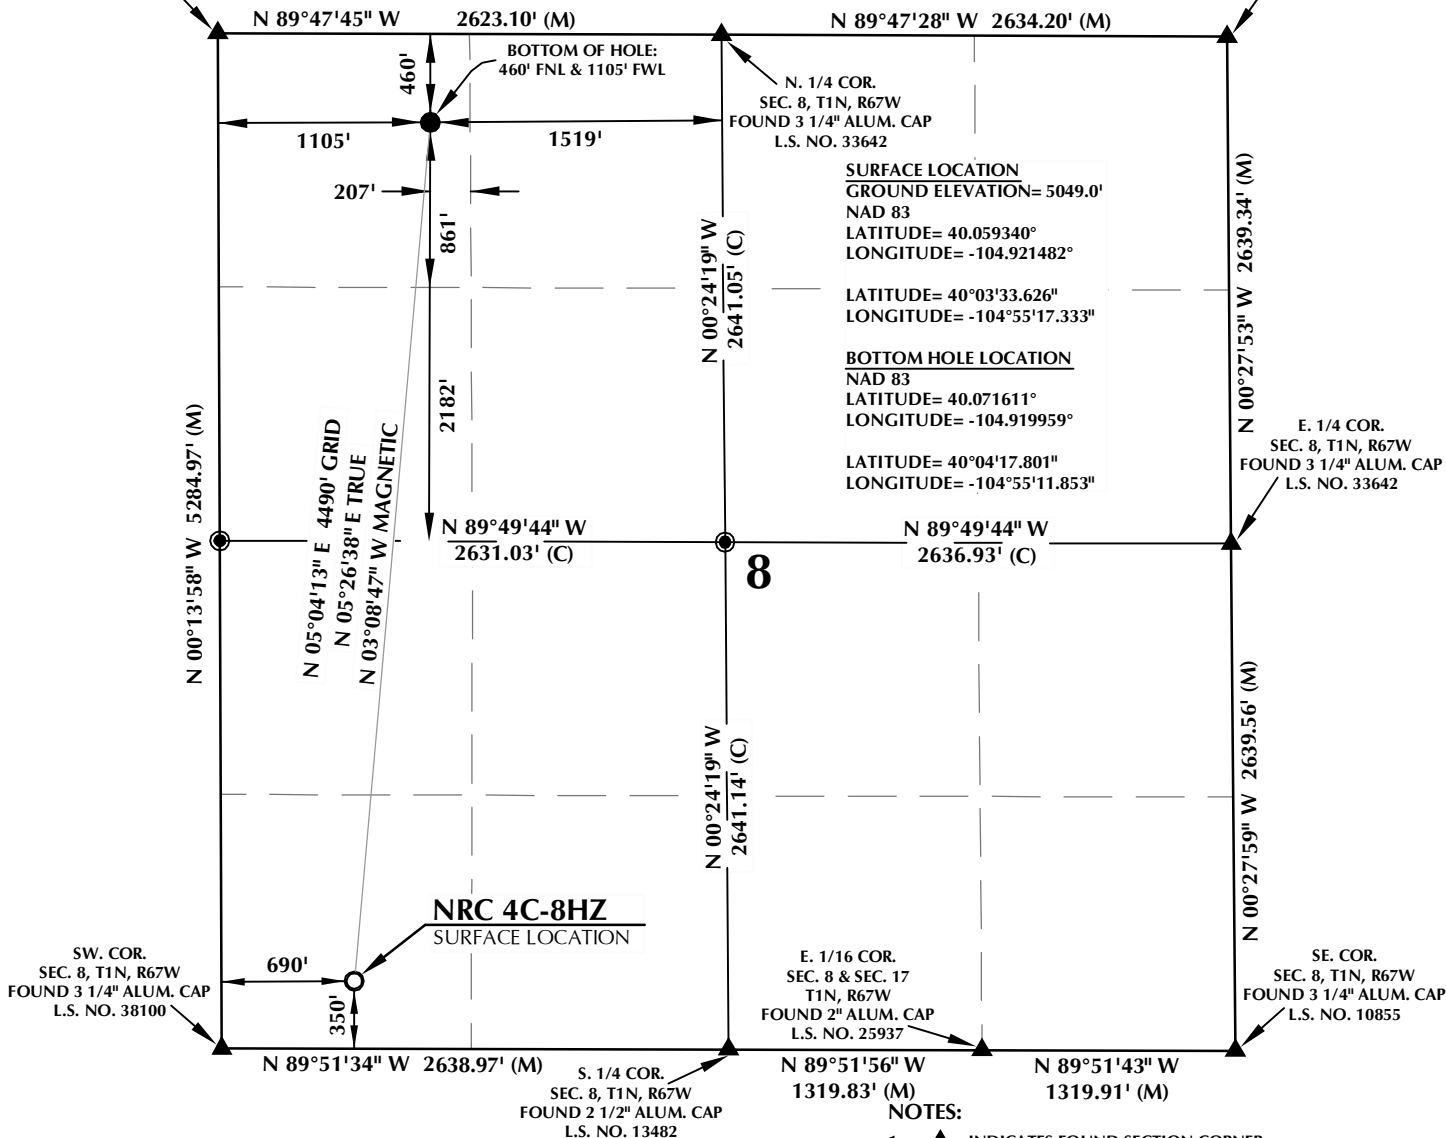 N 89°47'45" W 2623.10' (M)
N 89°47'28" W 2634.20' (M)
460'
BOTTOM OF HOLE:
460' FNL & 1105' FWL
1105'
1519'
N. 1/4 COR.
SEC. 8, T1N, R67W
FOUND 3 1/4" ALUM. CAP
L.S. NO. 33642
207'
861'
2182'
SURFACE LOCATION
GROUND ELEVATION= 5049.0'
NAD 83
LATITUDE= 40.059340°
LONGITUDE= -104.921482°
LATITUDE= 40°03'33.626"
LONGITUDE= -104°55'17.333"
BOTTOM HOLE LOCATION
NAD 83
LATITUDE= 40.071611°
LONGITUDE= -104.919959°
LATITUDE= 40°04'17.801"
LONGITUDE= -104°55'11.853"
N 00°24'19" W
2641.05' (C)
N 00°27'53" W 2639.34' (M)
E. 1/4 COR.
SEC. 8, T1N, R67W
FOUND 3 1/4" ALUM. CAP
L.S. NO. 33642
N 00°13'58" W 5284.97' (M)
N 05°04'13" E 4490' GRID
N 05°26'38" E TRUE
N 03°08'47" W MAGNETIC
N 89°49'44" W
2631.03' (C)
N 89°49'44" W
2636.93' (C)
8
N 00°24'19" W
2641.14' (C)
N 00°27'59" W 2639.56' (M)
NRC 4C-8HZ
SURFACE LOCATION
SW. COR.
SEC. 8, T1N, R67W
FOUND 3 1/4" ALUM. CAP
L.S. NO. 38100
690'
350'
E. 1/16 COR.
SEC. 8 & SEC. 17
T1N, R67W
FOUND 2" ALUM. CAP
L.S. NO. 25937
SE. COR.
SEC. 8, T1N, R67W
FOUND 3 1/4" ALUM. CAP
L.S. NO. 10855
N 89°51'34" W 2638.97' (M)
S. 1/4 COR.
SEC. 8, T1N, R67W
FOUND 2 1/2" ALUM. CAP
L.S. NO. 13482
N 89°51'56" W
1319.83' (M)
N 89°51'43" W
1319.91' (M)
NOTES:
INDICATES FOUND SECTION CORNER